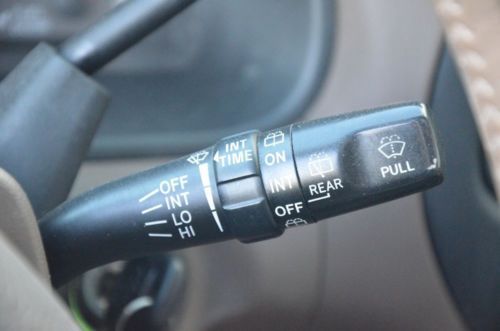 OFF
INT
LO
HI
INT
TIME
ON
INT
OFF
REAR
PULL